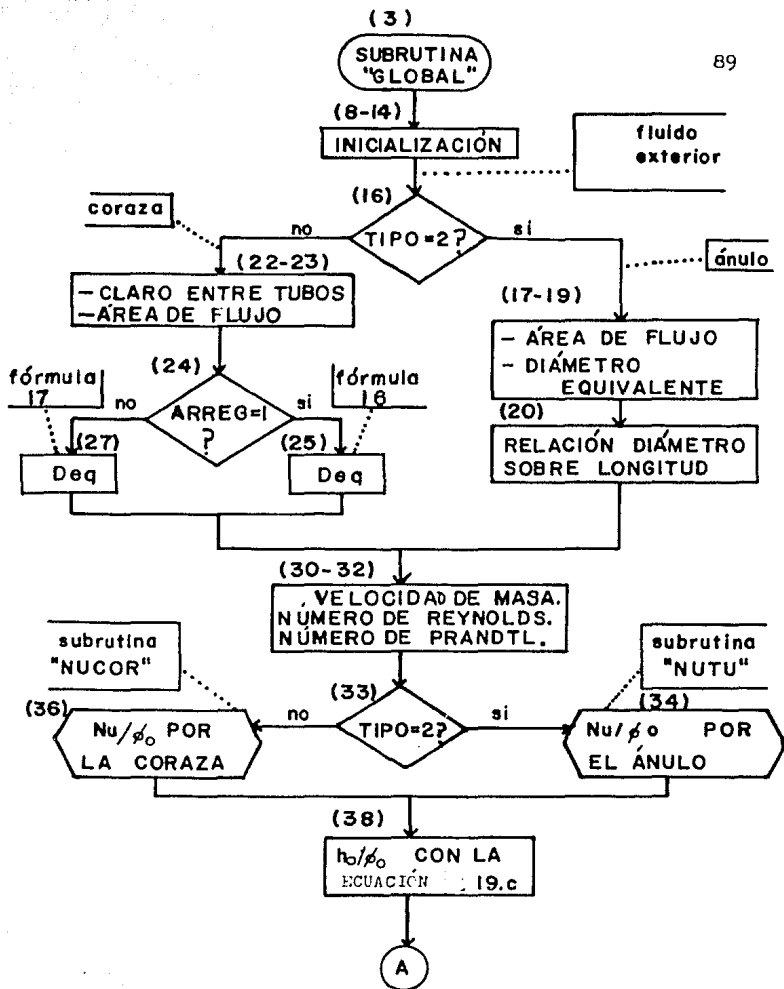 (3)
SUBRUTINA
"GLOBAL"
89
(8-14)
INICIALIZACIÓN
fluido
exterior
(16)
TIPO=2?
no
si
coraza
ánulo
(22-23)
- CLARO ENTRE TUBOS
- ÁREA DE FLUJO
(17-19)
- ÁREA DE FLUJO
- DIÁMETRO
EQUIVALENTE
(24)
ARREG=1
?
no
si
fórmula
17
fórmula
16
(27)
Deq
(25)
Deq
(20)
RELACIÓN DIÁMETRO
SOBRE LONGITUD
(30-32)
VELOCIDAD DE MASA.
NÚMERO DE REYNOLDS.
NÚMERO DE PRANDTL.
subrutina
"NUCOR"
subrutina
"NUTU"
(33)
TIPO=2?
no
si
(36)
Nu/ϕ₀ POR
LA CORAZA
(34)
Nu/ϕo POR
EL ÁNULO
(38)
h₀/ϕ₀ CON LA
ECUACIÓN 19.c
A